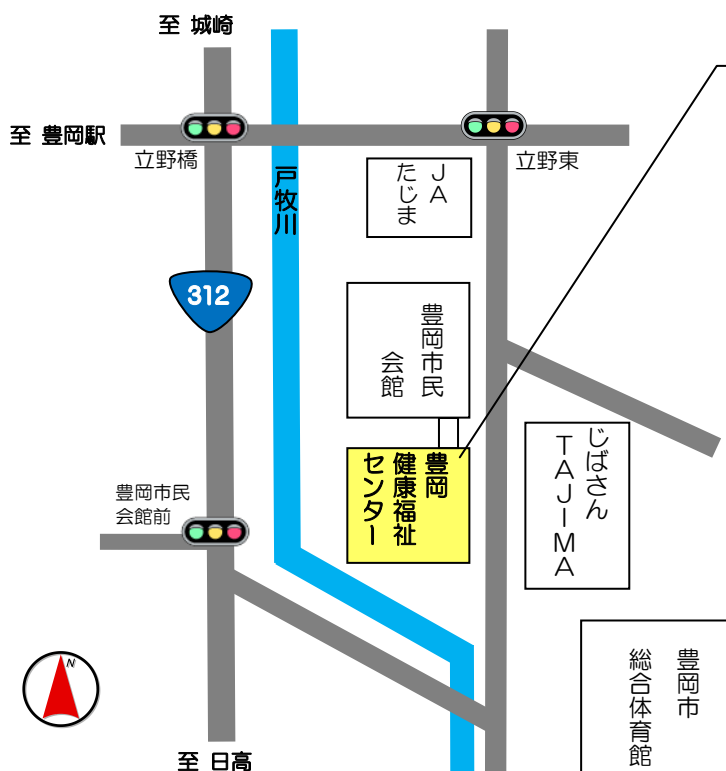 至 城崎
至 豊岡駅
立野橋
立野東
戸牧川
JA
たじま
312
豊岡市民
会館
豊岡
健康福祉
センター
じばさん
TAJIMA
豊岡市民
会館前
豊岡市
総合体育館
N
至 日高